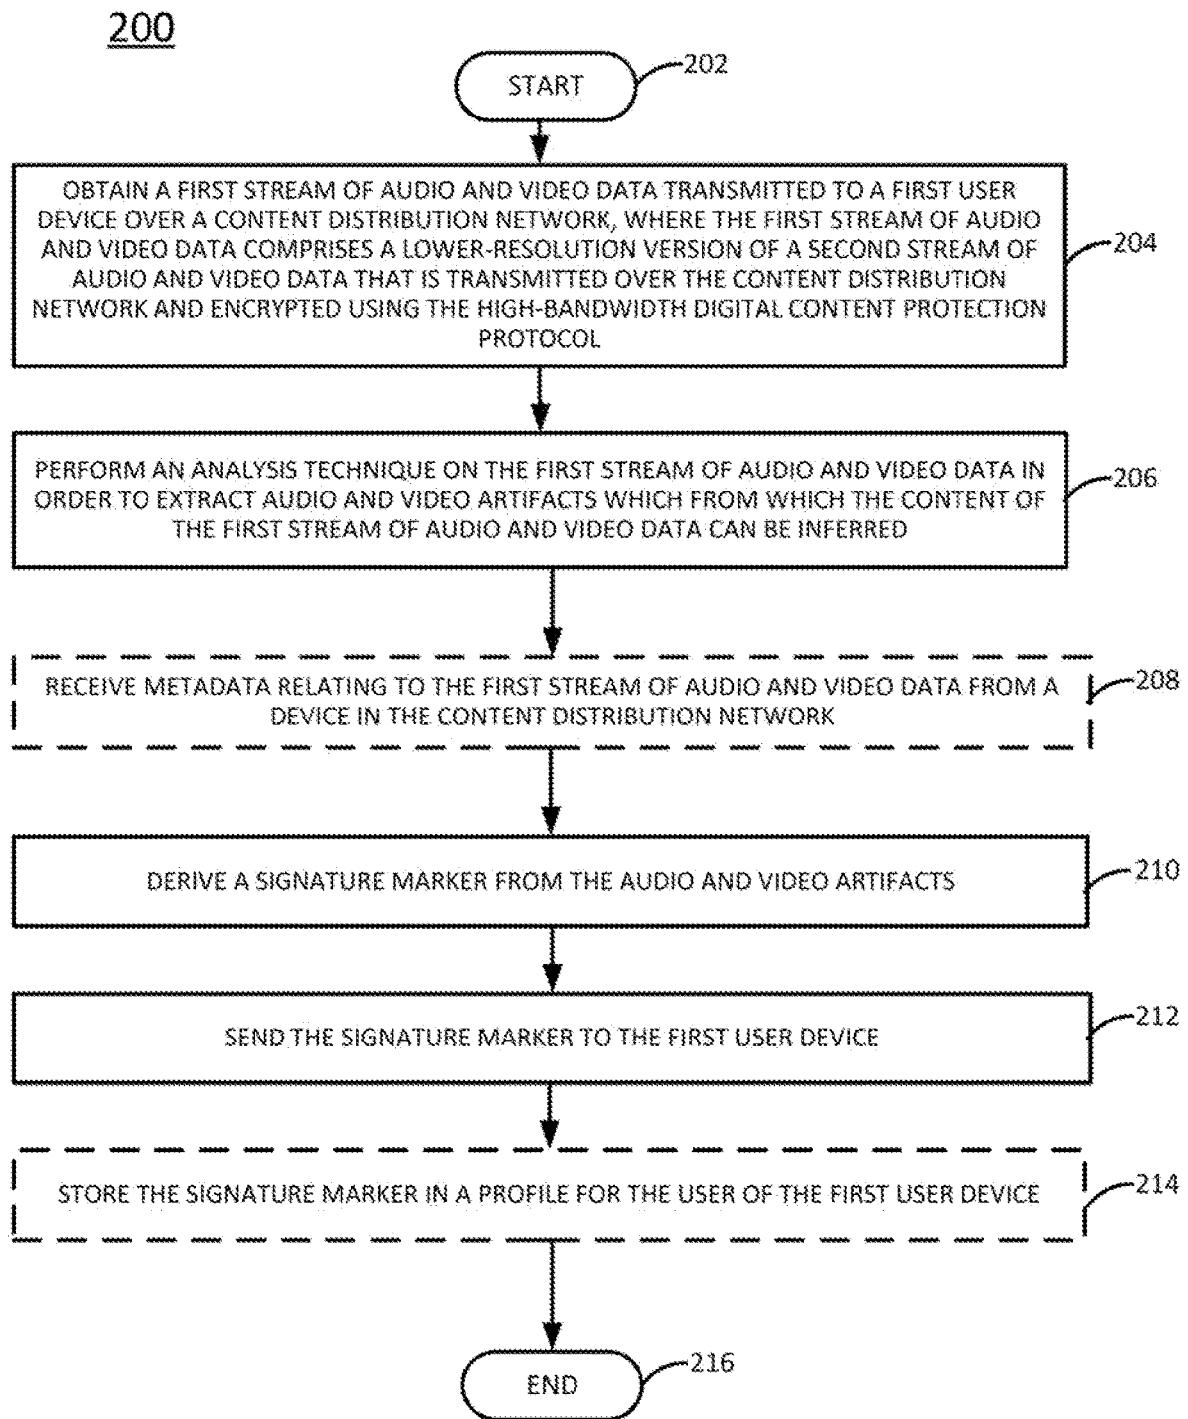 200
START
202
OBTAIN A FIRST STREAM OF AUDIO AND VIDEO DATA TRANSMITTED TO A FIRST USER
DEVICE OVER A CONTENT DISTRIBUTION NETWORK, WHERE THE FIRST STREAM OF AUDIO
AND VIDEO DATA COMPRISES A LOWER-RESOLUTION VERSION OF A SECOND STREAM OF
AUDIO AND VIDEO DATA THAT IS TRANSMITTED OVER THE CONTENT DISTRIBUTION
NETWORK AND ENCRYPTED USING THE HIGH-BANDWIDTH DIGITAL CONTENT PROTECTION
PROTOCOL
204
PERFORM AN ANALYSIS TECHNIQUE ON THE FIRST STREAM OF AUDIO AND VIDEO DATA IN
ORDER TO EXTRACT AUDIO AND VIDEO ARTIFACTS WHICH FROM WHICH THE CONTENT OF
THE FIRST STREAM OF AUDIO AND VIDEO DATA CAN BE INFERRED
206
RECEIVE METADATA RELATING TO THE FIRST STREAM OF AUDIO AND VIDEO DATA FROM A
DEVICE IN THE CONTENT DISTRIBUTION NETWORK
208
DERIVE A SIGNATURE MARKER FROM THE AUDIO AND VIDEO ARTIFACTS
210
SEND THE SIGNATURE MARKER TO THE FIRST USER DEVICE
212
STORE THE SIGNATURE MARKER IN A PROFILE FOR THE USER OF THE FIRST USER DEVICE
214
END
216